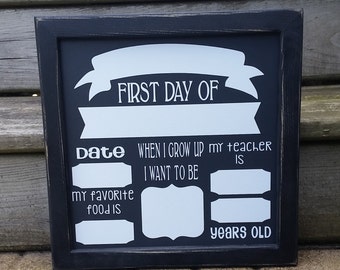 FIRST DAY OF
Date
WHEN I GROW UP
I WANT TO BE
my teacher
is
my favorite
food is
years old